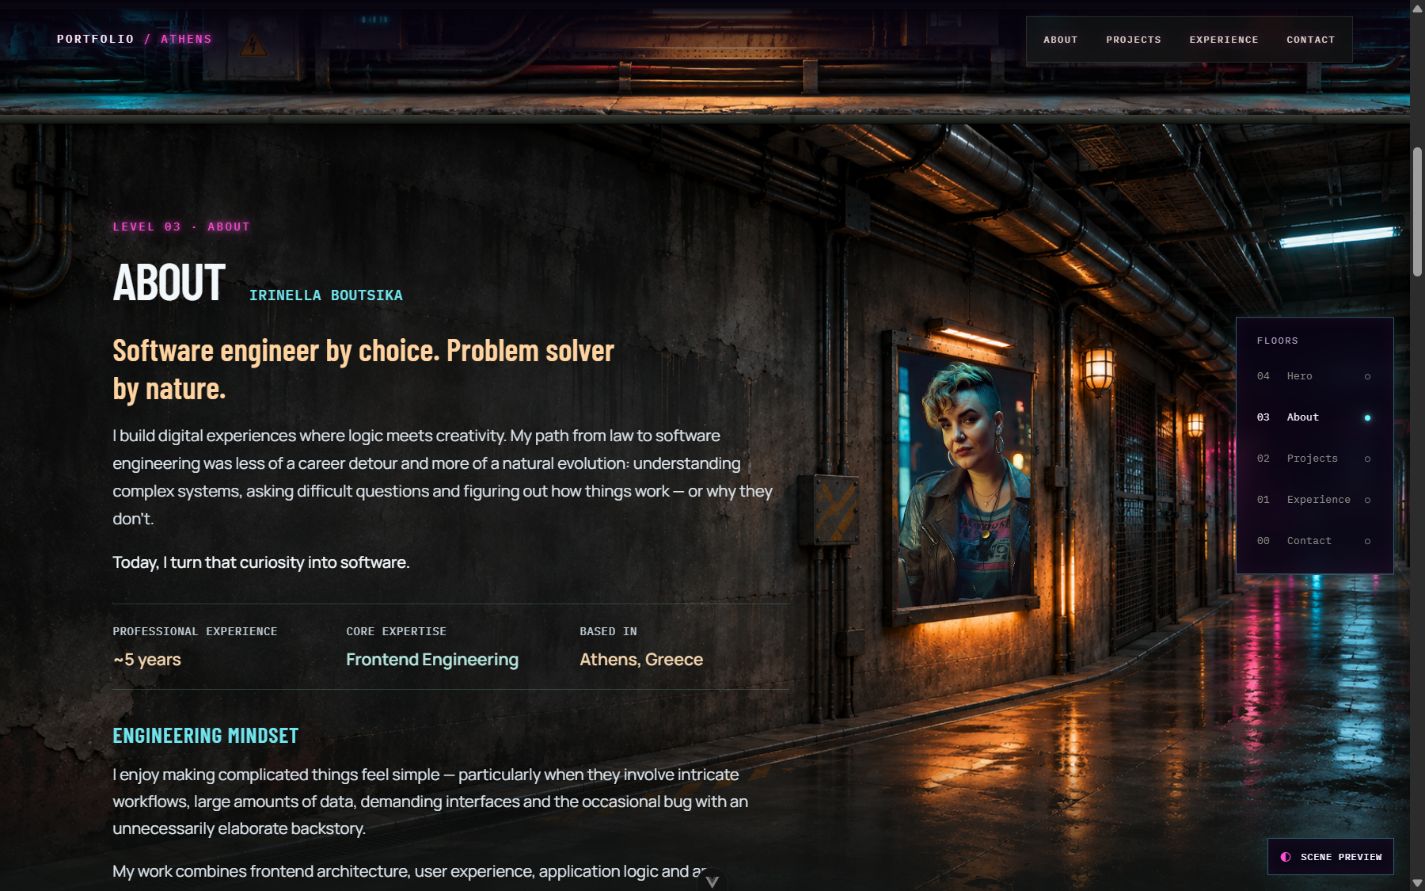 PORTFOLIO / ATHENS
ABOUT PROJECTS EXPERIENCE CONTACT
LEVEL 03 · ABOUT
ABOUT IRINELLA BOUTSIKA
Software engineer by choice. Problem solver
by nature.
I build digital experiences where logic meets creativity. My path from law to software
engineering was less of a career detour and more of a natural evolution: understanding
complex systems, asking difficult questions and figuring out how things work — or why they
don't.
Today, I turn that curiosity into software.
PROFESSIONAL EXPERIENCE CORE EXPERTISE BASED IN
~5 years Frontend Engineering Athens, Greece
ENGINEERING MINDSET
I enjoy making complicated things feel simple — particularly when they involve intricate
workflows, large amounts of data, demanding interfaces and the occasional bug with an
unnecessarily elaborate backstory.
My work combines frontend architecture, user experience, application logic and
FLOORS
04 Hero
03 About
02 Projects
01 Experience
00 Contact
SCENE PREVIEW